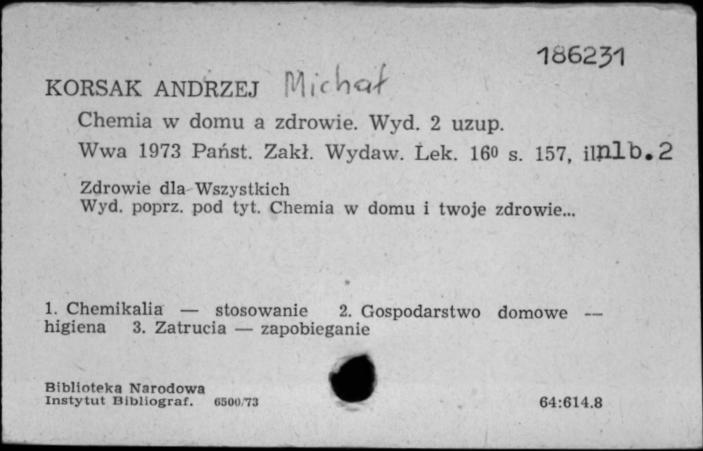 186231
KORSAK ANDRZEJ Michał
Chemia w domu a zdrowie. Wyd. 2 uzup.
Wwa 1973 Państ. Zakł. Wydaw. Lek. 16⁰ s. 157, nlb. 2
Zdrowie dla Wszystkich
Wyd. poprz. pod tyt. Chemia w domu i twoje zdrowie...
1. Chemikalia — stosowanie 2. Gospodarstwo domowe —
higiena 3. Zatrucia — zapobieganie
Biblioteka Narodowa
Instytut Bibliograf. 6500/73
64:614.8